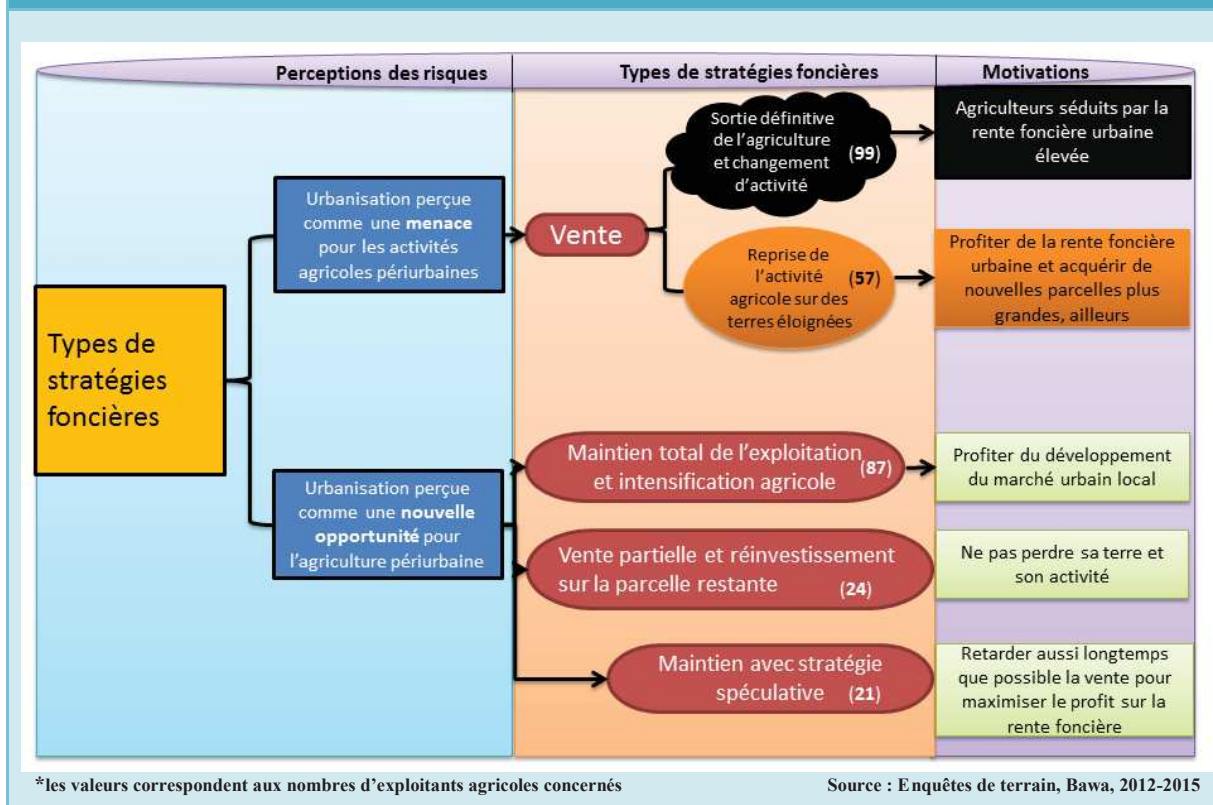 Perceptions des risques
Types de stratégies foncières
Motivations
Types de
stratégies
foncières
Urbanisation perçue
comme une menace
pour les activités
agricoles périurbaines
Vente
Sortie définitive
de l'agriculture
et changement (99)
d'activité
Agriculteurs séduits par la
rente foncière urbaine
élevée
Reprise de
l'activité (57)
agricole sur des
terres éloignées
Profiter de la rente foncière
urbaine et acquérir de
nouvelles parcelles plus
grandes, ailleurs
Urbanisation perçue
comme une nouvelle
opportunité pour
l'agriculture périurbaine
Maintien total de l'exploitation
et intensification agricole (87)
Profiter du développement
du marché urbain local
Vente partielle et réinvestissement
sur la parcelle restante (24)
Ne pas perdre sa terre et
son activité
Maintien avec stratégie
spéculative (21)
Retarder aussi longtemps
que possible la vente pour
maximiser le profit sur la
rente foncière
*les valeurs correspondent aux nombres d'exploitants agricoles concernés
Source : Enquêtes de terrain, Bawa, 2012-2015